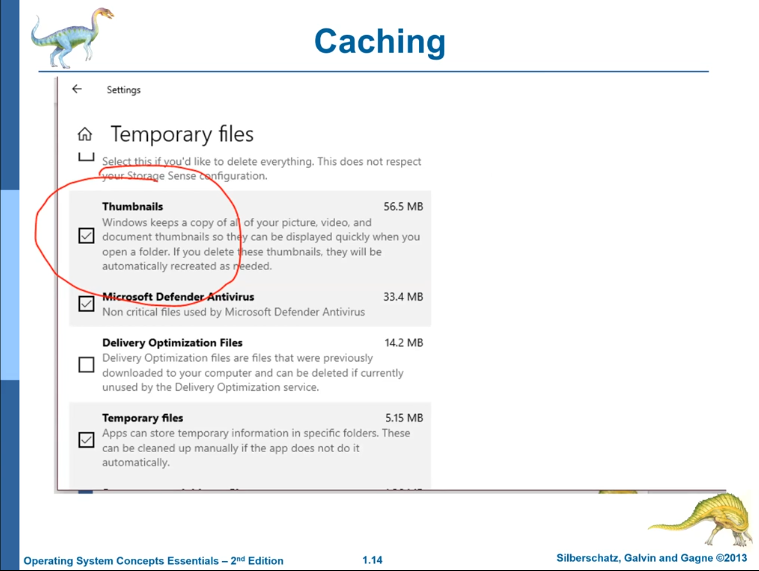 Caching
Settings
Temporary files
Select this if you'd like to delete everything. This does not respect
your Storage Sense configuration.
Thumbnails 56.5 MB
Windows keeps a copy of all of your picture, video, and
document thumbnails so they can be displayed quickly when you
open a folder. If you delete these thumbnails, they will be
automatically recreated as needed.
Microsoft Defender Antivirus 33.4 MB
Non critical files used by Microsoft Defender Antivirus
Delivery Optimization Files 14.2 MB
Delivery Optimization files are files that were previously
downloaded to your computer and can be deleted if currently
unused by the Delivery Optimization service.
Temporary files 5.15 MB
Apps can store temporary information in specific folders. These
can be cleaned up manually if the app does not do it
automatically.
Operating System Concepts Essentials – 2nd Edition 1.14 Silberschatz, Galvin and Gagne ©2013